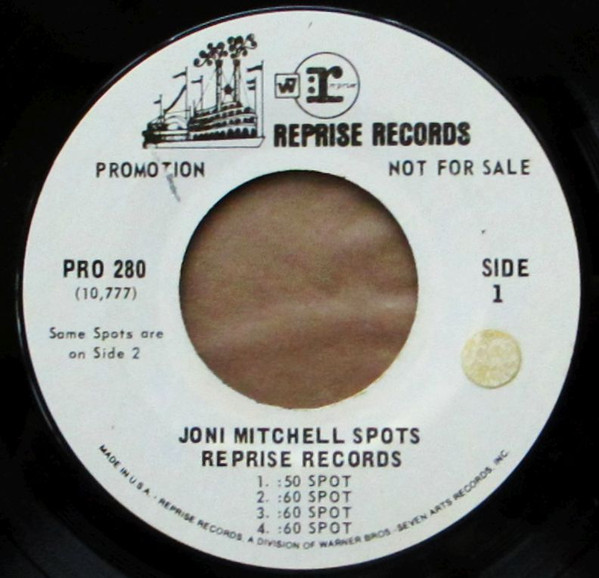 W
r
reprise
REPRISE RECORDS
PROMOTION
NOT FOR SALE
PRO 280
(10,777)
SIDE
1
Same Spots are
on Side 2
JONI MITCHELL SPOTS
REPRISE RECORDS
1. :50 SPOT
2. :60 SPOT
3. :60 SPOT
4. :60 SPOT
MADE IN U.S.A. - REPRISE RECORDS, A DIVISION OF WARNER BROS.-SEVEN ARTS RECORDS, INC.